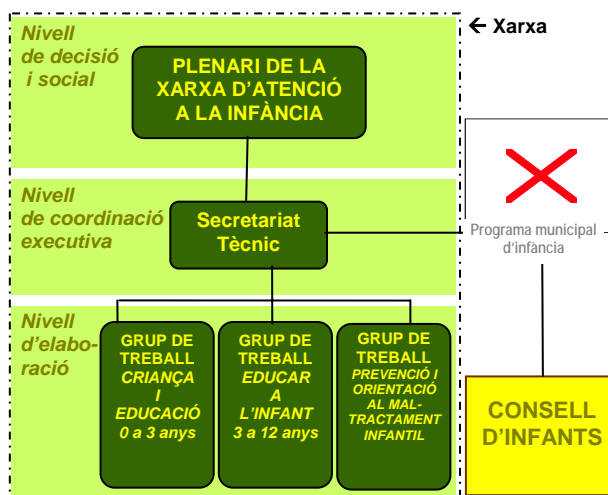 Nivell
de decisió
i social
PLENARI DE LA
XARXA D'ATENCIÓ
A LA INFÀNCIA
← Xarxa
Nivell
de coordinació
executiva
Secretariat
Tècnic
Programa municipal
d'infància
Nivell
d'elabo-
ració
GRUP DE
TREBALL
CRIANÇA
I
EDUCACIÓ
0 a 3 anys
GRUP DE
TREBALL
EDUCAR
A
L'INFANT
3 a 12 anys
GRUP DE
TREBALL
PREVENCIÓ I
ORIENTACIÓ
AL MAL-
TRACTAMENT
INFANTIL
CONSELL
D'INFANTS